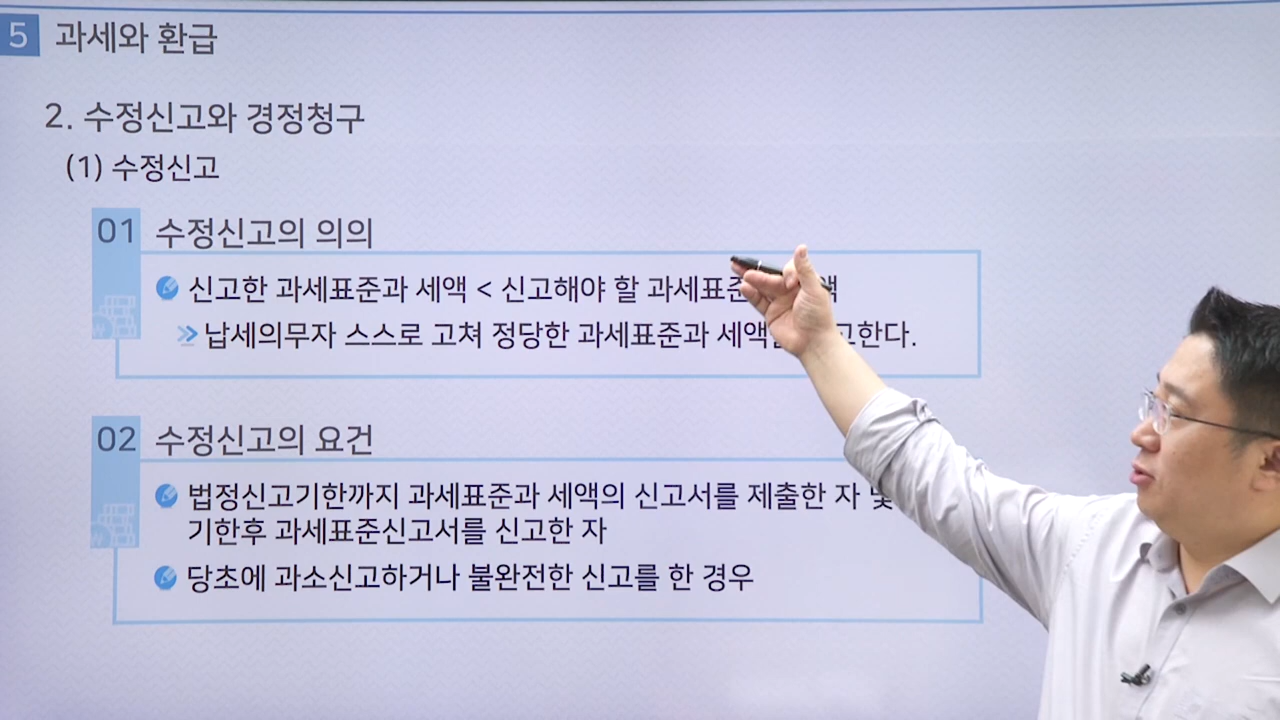 5 과세와 환급
2. 수정신고와 경정청구
(1) 수정신고
01 수정신고의 의의
신고한 과세표준과 세액 < 신고해야 할 과세표준
납세의무자 스스로 고쳐 정당한 과세표준과 세액
02 수정신고의 요건
법정신고기한까지 과세표준과 세액의 신고서를 제출한 자 및
기한후 과세표준신고서를 신고한 자
당초에 과소신고하거나 불완전한 신고를 한 경우